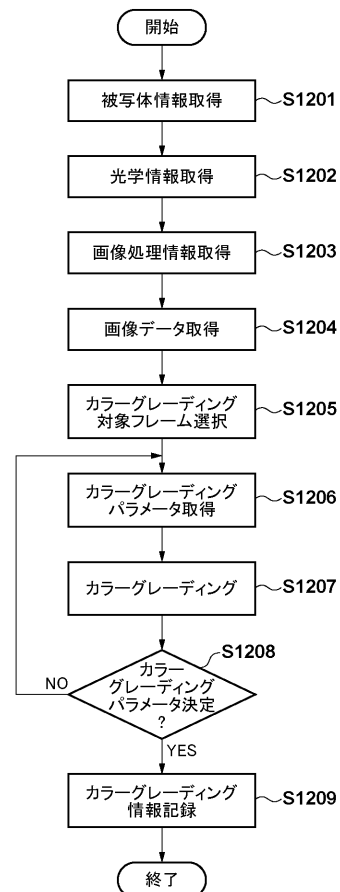 開始
被写体情報取得
S1201
光学情報取得
S1202
画像処理情報取得
S1203
画像データ取得
S1204
カラーグレーディング
対象フレーム選択
S1205
カラーグレーディング
パラメータ取得
S1206
カラーグレーディング
S1207
S1208
カラー
グレーディング
パラメータ決定
?
NO
YES
カラーグレーディング
情報記録
S1209
終了